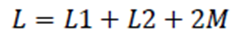 L = L1 + L2 + 2M